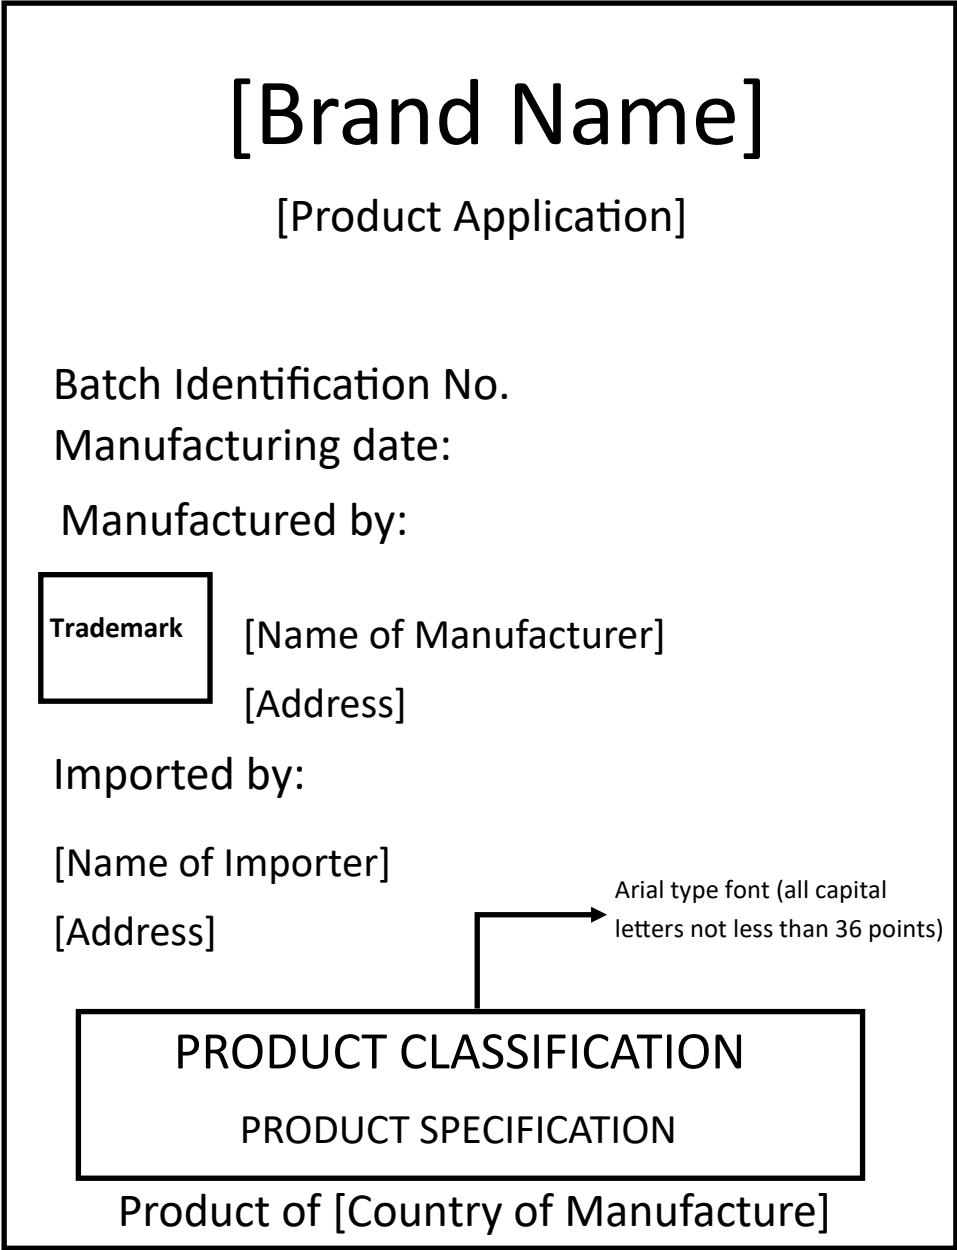 [Brand Name]
[Product Application]
Batch Identification No.
Manufacturing date:
Manufactured by:
Trademark
[Name of Manufacturer]
[Address]
Imported by:
[Name of Importer]
[Address]
Arial type font (all capital
letters not less than 36 points)
PRODUCT CLASSIFICATION
PRODUCT SPECIFICATION
Product of [Country of Manufacture]